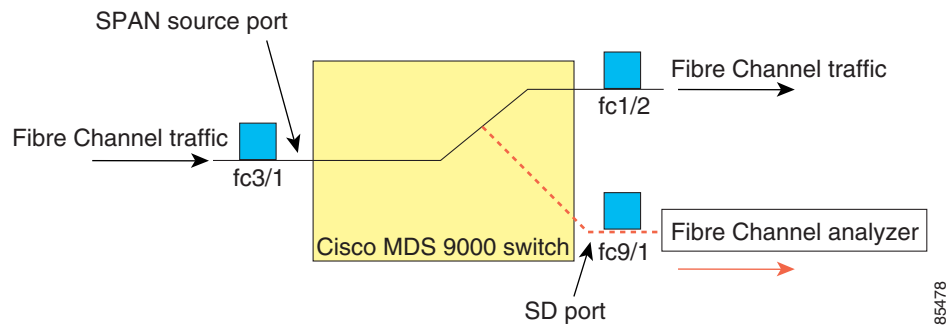 SPAN source port
Fibre Channel traffic
fc1/2
Fibre Channel traffic
fc3/1
Cisco MDS 9000 switch
fc9/1
Fibre Channel analyzer
SD port
85478